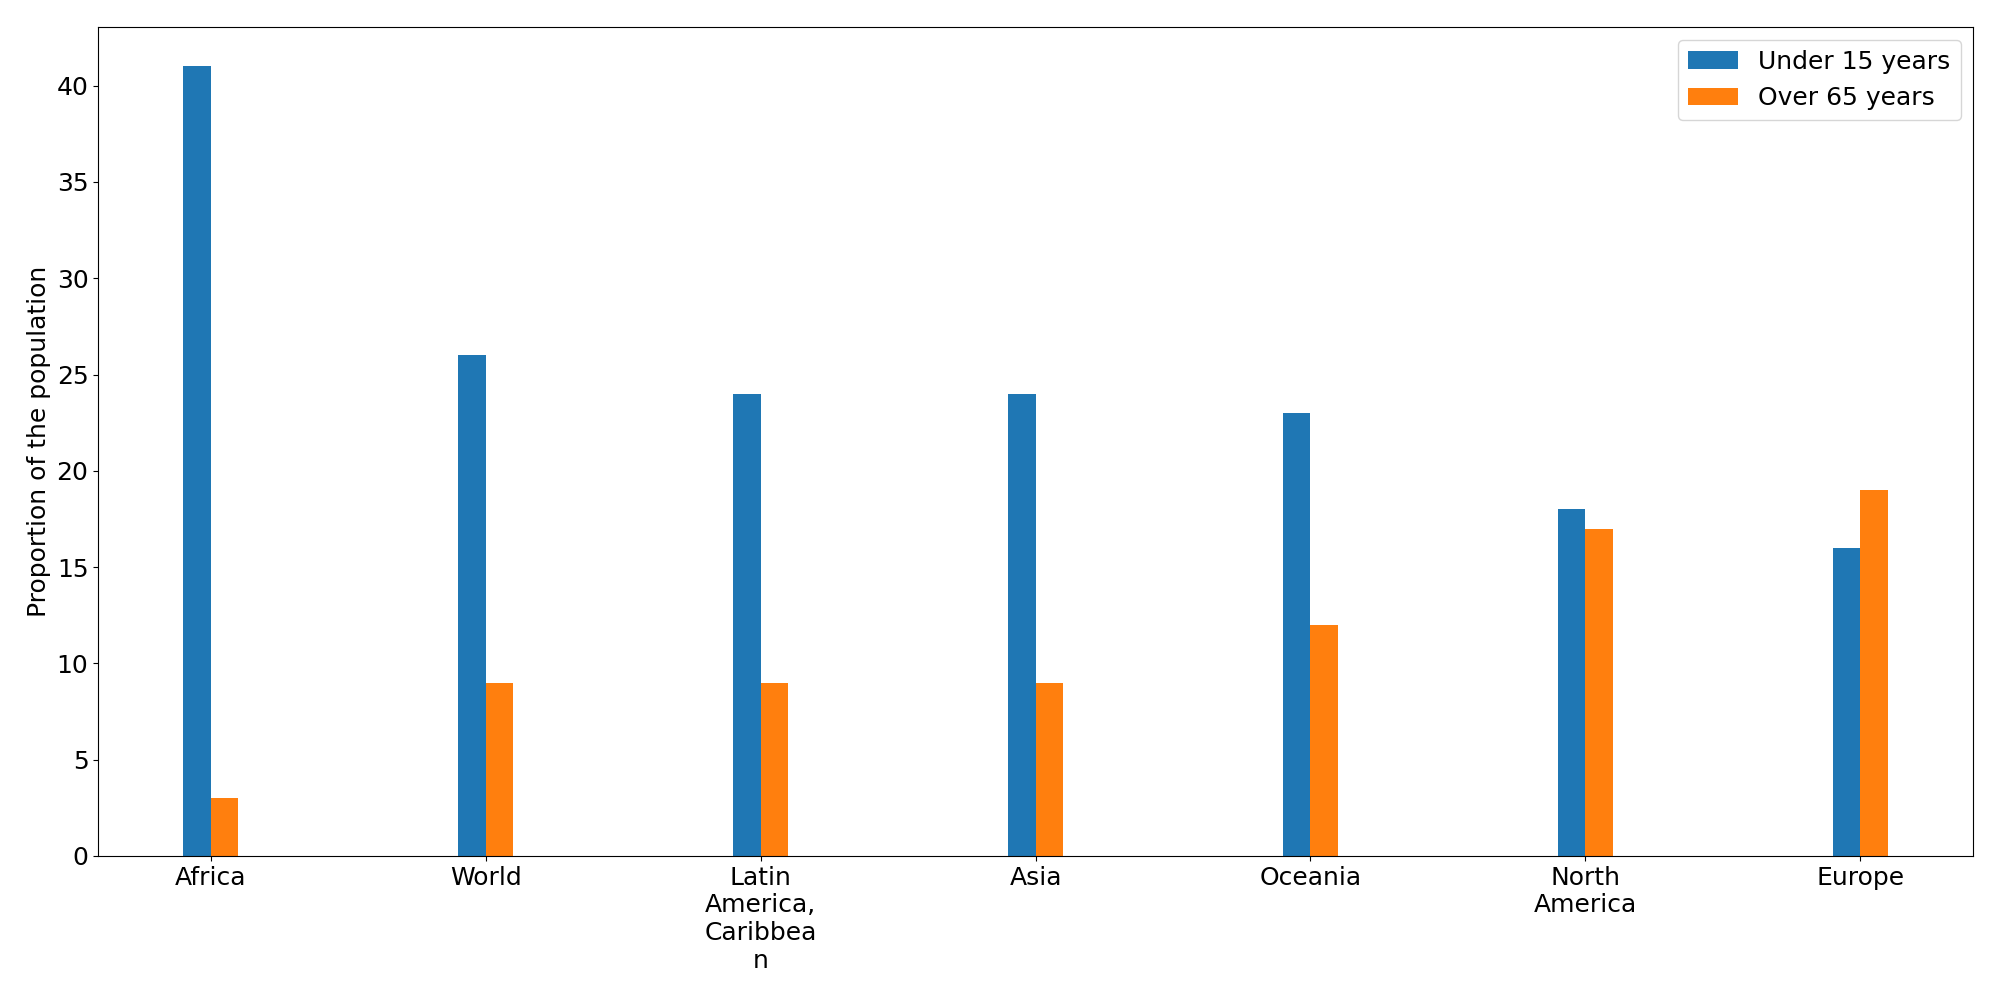 Under 15 years
Over 65 years
Proportion of the population
40
35
30
25
20
15
10
5
0
Africa
World
Latin
America,
Caribbea
n
Asia
Oceania
North
America
Europe